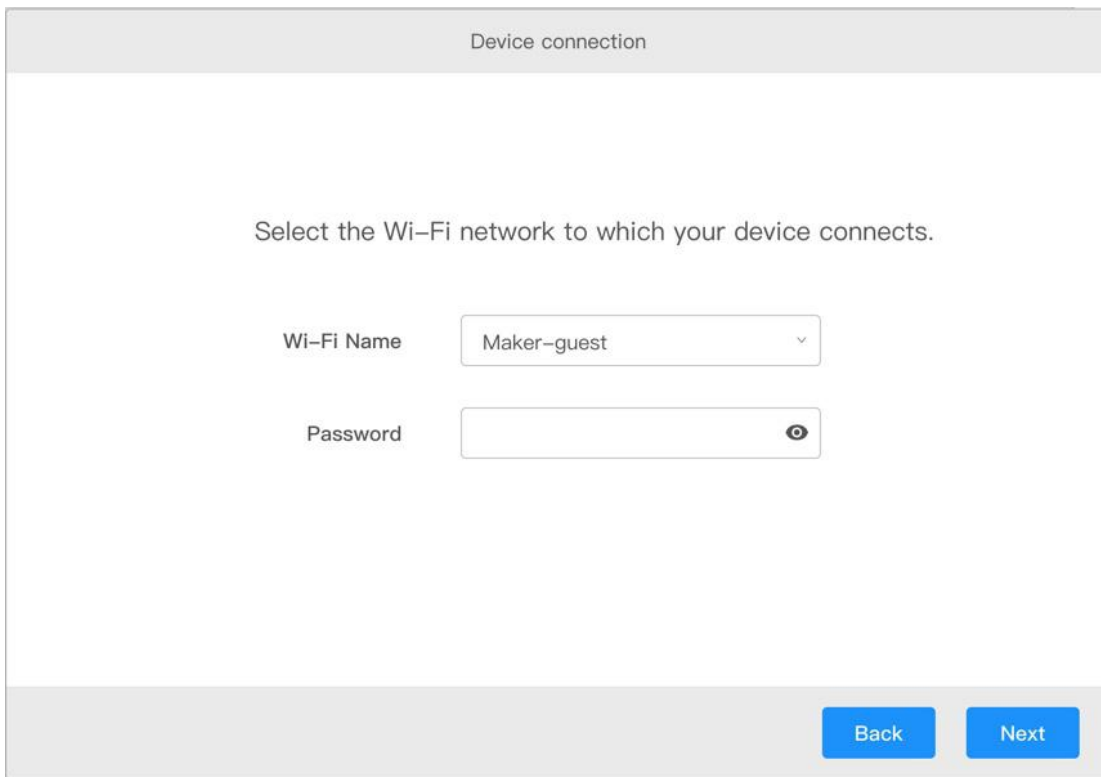 Device connection
Select the Wi-Fi network to which your device connects.
Wi-Fi Name
Maker-guest
Password
Back
Next